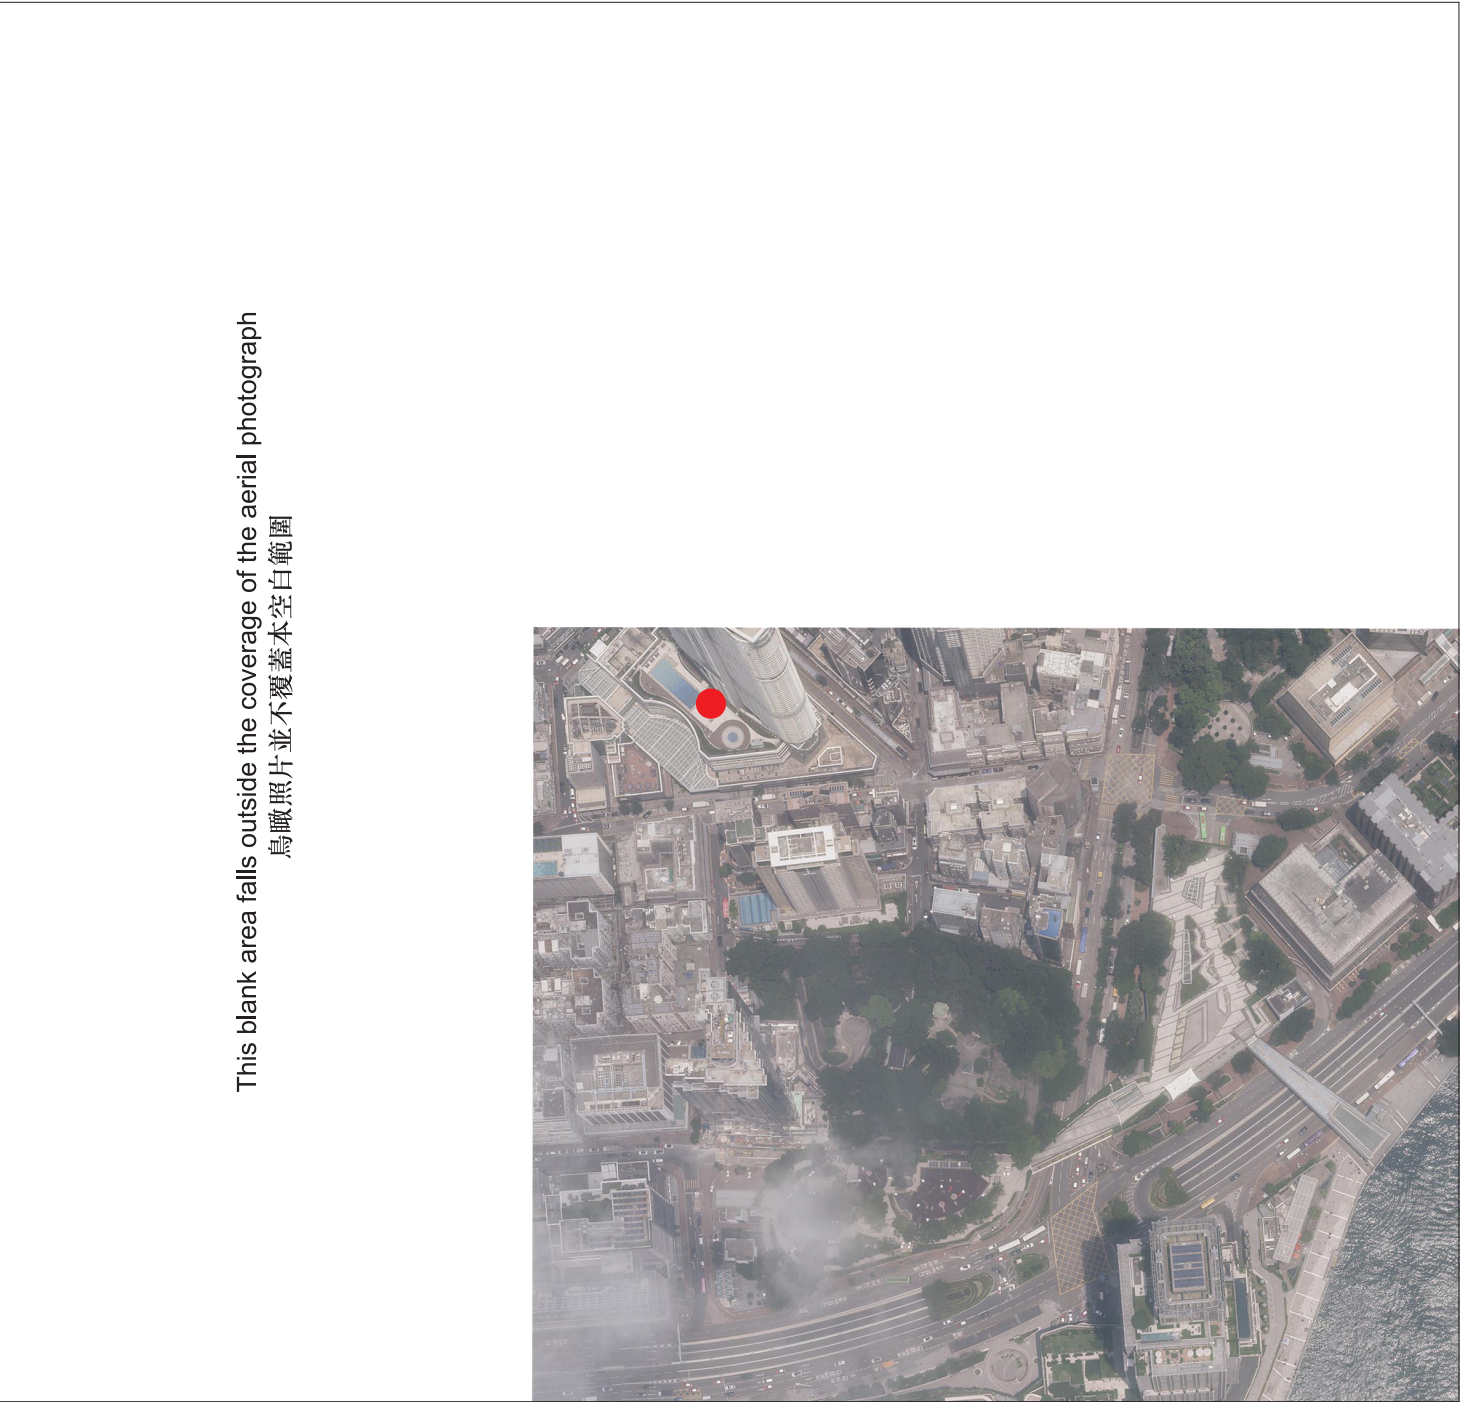 This blank area falls outside the coverage of the aerial photograph
鳥瞰照片並不覆蓋本空白範圍